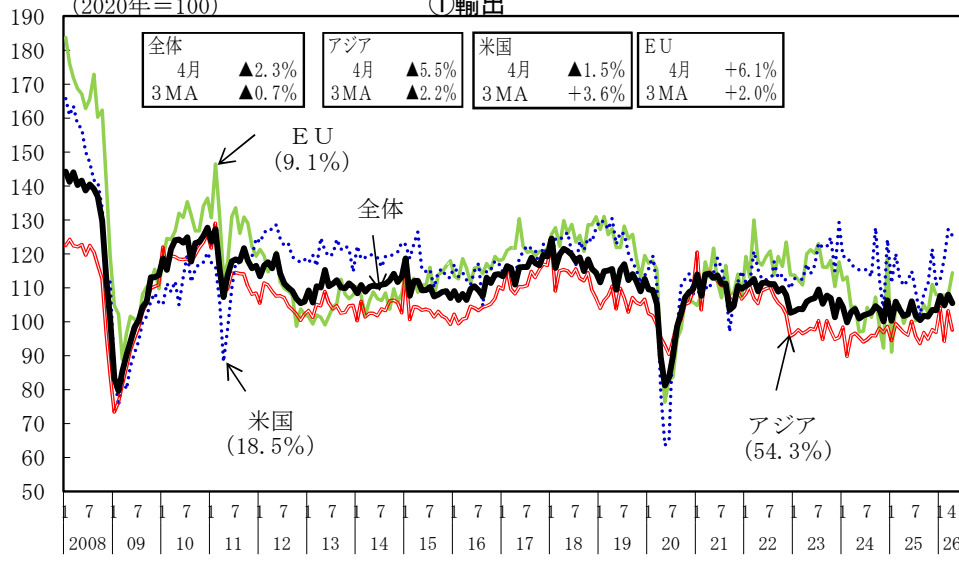 (2020年＝100)
①輸出
全体
4月 ▲2.3%
3MA ▲0.7%
アジア
4月 ▲5.5%
3MA ▲2.2%
米国
4月 ▲1.5%
3MA +3.6%
EU
4月 +6.1%
3MA +2.0%
190
180
170
160
150
140
130
120
110
100
90
80
70
60
50
EU
(9.1%)
全体
米国
(18.5%)
アジア
(54.3%)
1 7 1 7 1 7 1 7 1 7 1 7 1 7 1 7 1 7 1 7 1 7 1 7 1 7 1 7 1 7 1 7 1 7 1 7 1 4
2008 09 10 11 12 13 14 15 16 17 18 19 20 21 22 23 24 25 26